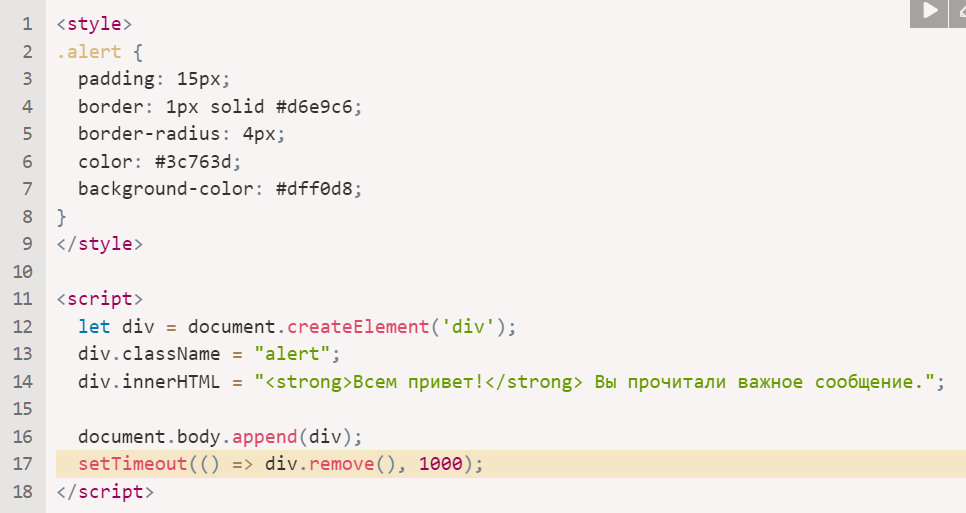 1 <style>
2 .alert {
3   padding: 15px;
4   border: 1px solid #d6e9c6;
5   border-radius: 4px;
6   color: #3c763d;
7   background-color: #dff0d8;
8 }
9 </style>
10
11 <script>
12   let div = document.createElement('div');
13   div.className = "alert";
14   div.innerHTML = "<strong>Всем привет!</strong> Вы прочитали важное сообщение.";
15
16   document.body.append(div);
17   setTimeout(() => div.remove(), 1000);
18 </script>